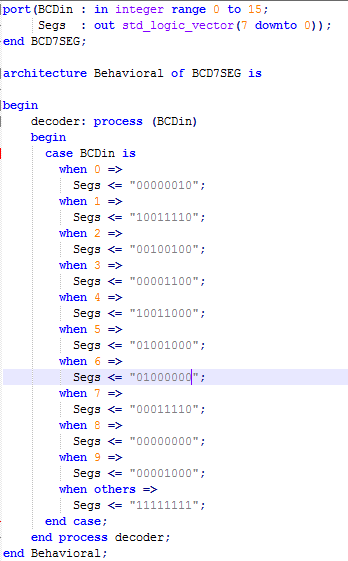 port(BCDin : in integer range 0 to 15;
Segs : out std_logic_vector(7 downto 0));
end BCD7SEG;
architecture Behavioral of BCD7SEG is
begin
decoder: process (BCDin)
begin
case BCDin is
when 0 =>
Segs <= "00000010";
when 1 =>
Segs <= "10011110";
when 2 =>
Segs <= "00100100";
when 3 =>
Segs <= "00001100";
when 4 =>
Segs <= "10011000";
when 5 =>
Segs <= "01001000";
when 6 =>
Segs <= "01000000";
when 7 =>
Segs <= "00011110";
when 8 =>
Segs <= "00000000";
when 9 =>
Segs <= "00001000";
when others =>
Segs <= "11111111";
end case;
end process decoder;
end Behavioral;